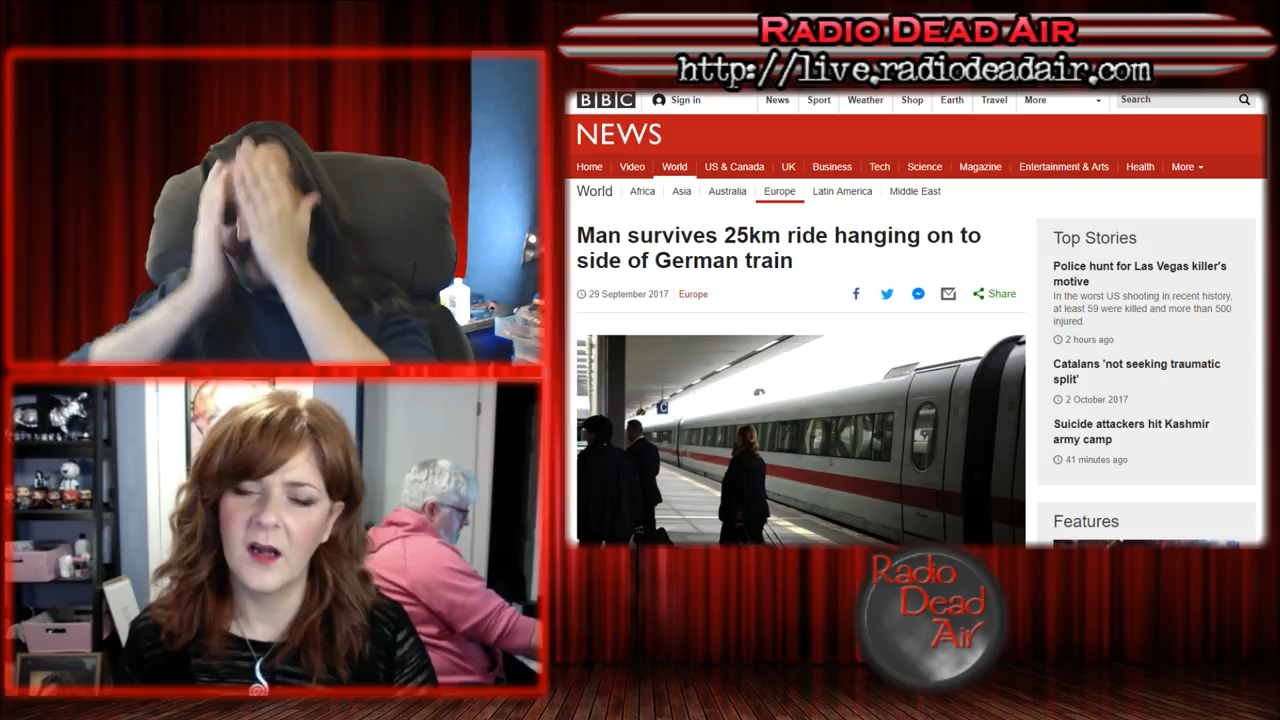 Radio Dead Air
http://live.radiodeadair.com
BBC Sign in News Sport Weather Shop Earth Travel More Search
NEWS
Home Video World US & Canada UK Business Tech Science Magazine Entertainment & Arts Health More
World Africa Asia Australia Europe Latin America Middle East
Man survives 25km ride hanging on to
side of German train
29 September 2017 Europe
Share
C
Top Stories
Police hunt for Las Vegas killer's
motive
In the worst US shooting in recent history,
at least 59 were killed and more than 500
injured.
2 hours ago
Catalans 'not seeking traumatic
split'
2 October 2017
Suicide attackers hit Kashmir
army camp
41 minutes ago
Features
Radio
Dead
Air